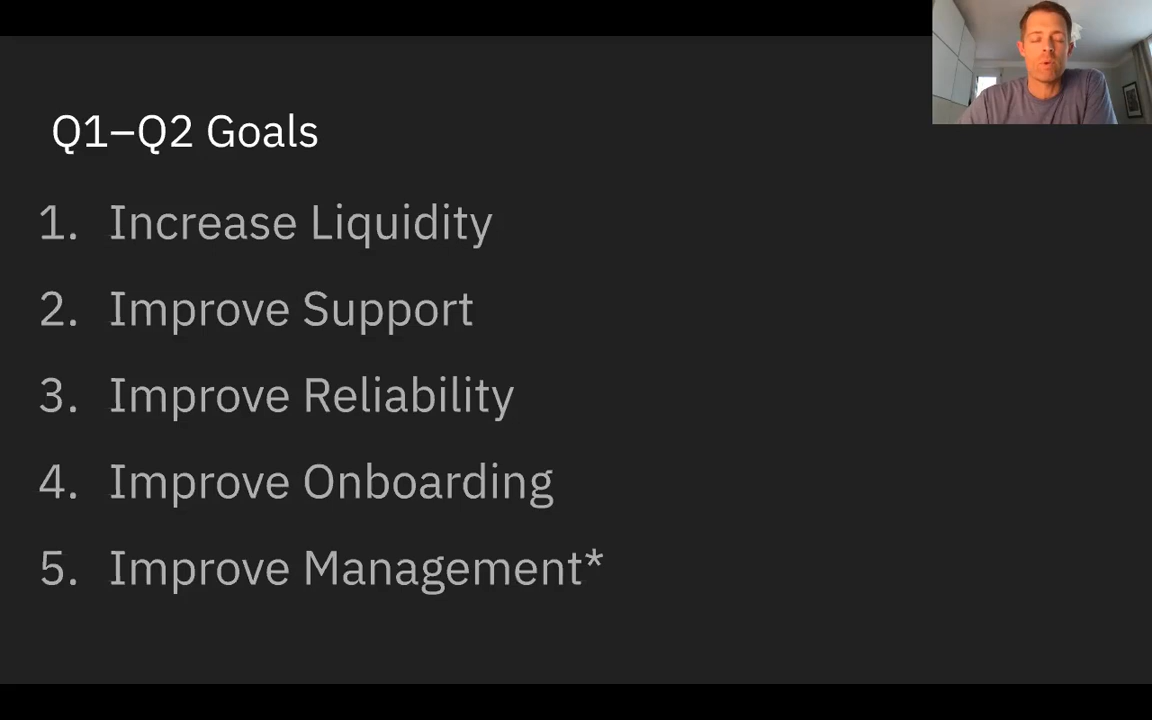 Q1–Q2 Goals
1. Increase Liquidity
2. Improve Support
3. Improve Reliability
4. Improve Onboarding
5. Improve Management*